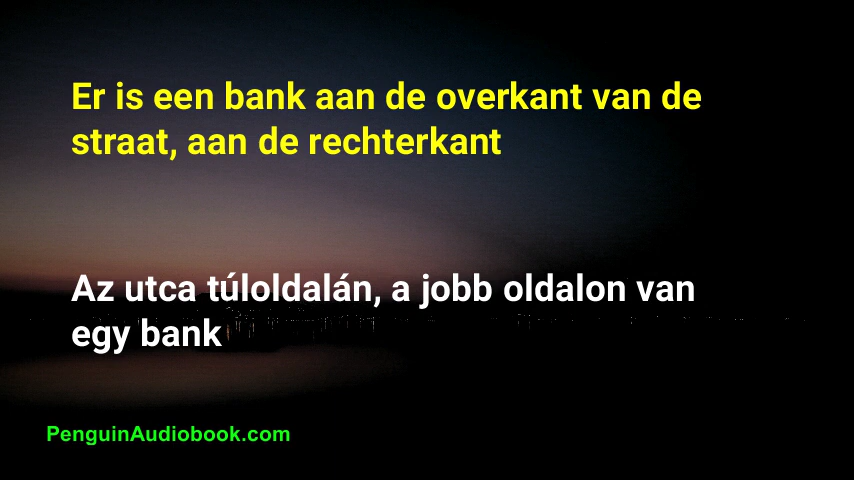 Er is een bank aan de overkant van de
straat, aan de rechterkant
Az utca túloldalán, a jobb oldalon van
egy bank
PenguinAudiobook.com